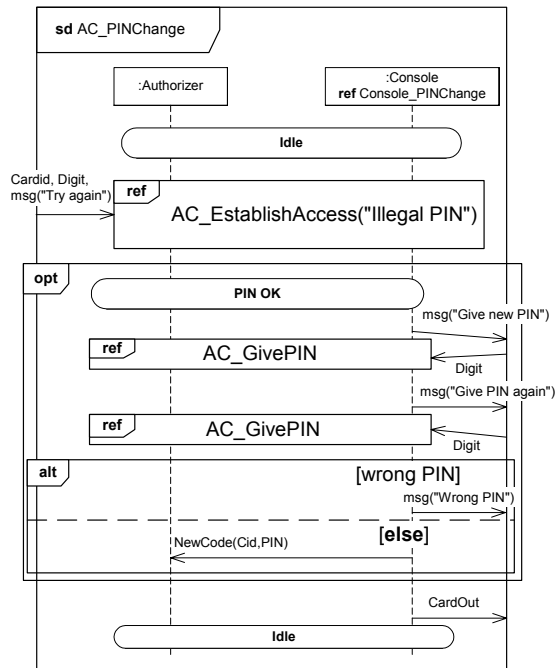 sd AC_PINChange
:Authorizer
:Console
ref Console_PINChange
Idle
Cardid, Digit,
msg("Try again")
ref
AC_EstablishAccess("Illegal PIN")
opt
PIN OK
msg("Give new PIN")
ref
AC_GivePIN
Digit
msg("Give PIN again")
ref
AC_GivePIN
Digit
alt
[wrong PIN]
msg("Wrong PIN")
[else]
NewCode(Cid,PIN)
CardOut
Idle